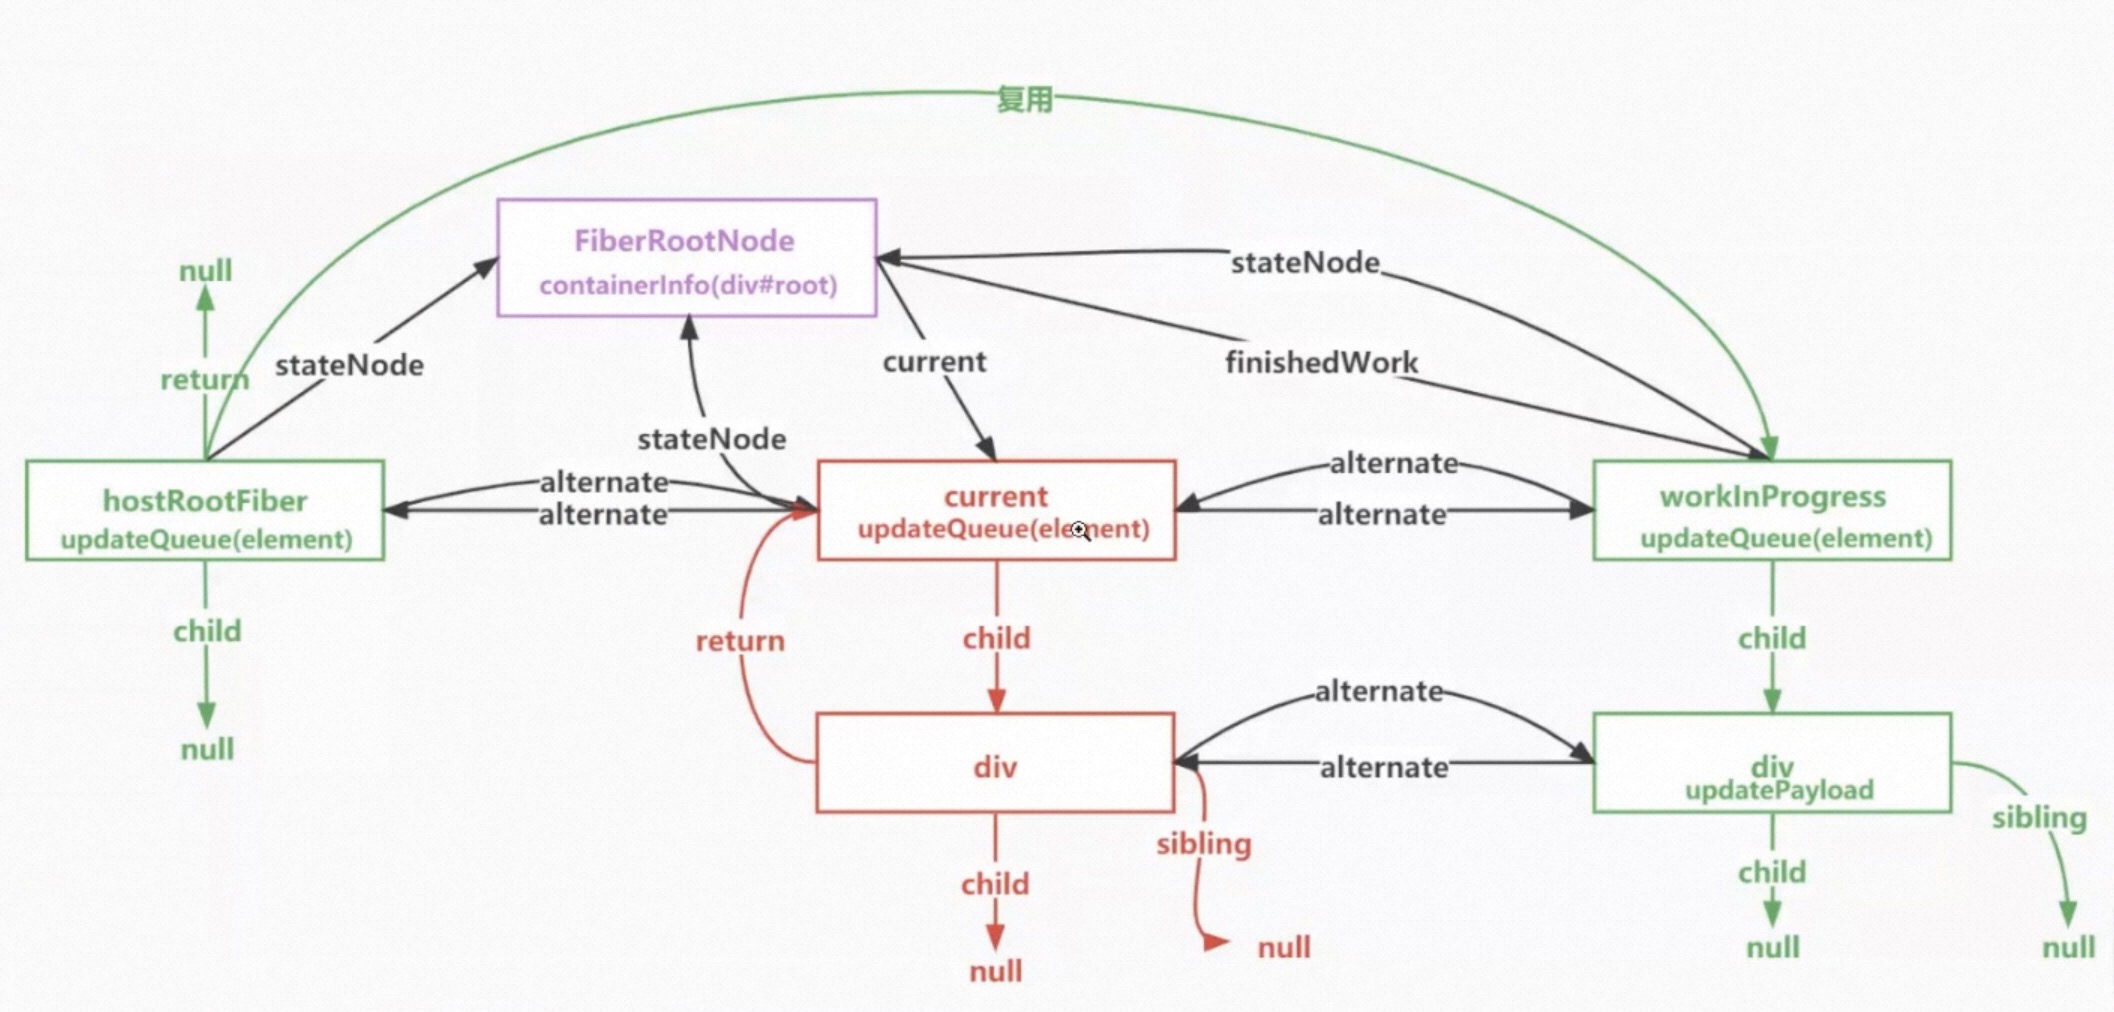 复用
FiberRootNode
containerInfo(div#root)
stateNode
null
finishedWork
current
stateNode
return
stateNode
alternate
alternate
alternate
alternate
hostRootFiber
updateQueue(element)
current
updateQueue(element)
workInProgress
updateQueue(element)
child
return
child
child
null
alternate
alternate
div
div
updatePayload
sibling
sibling
child
child
null
null
null
null